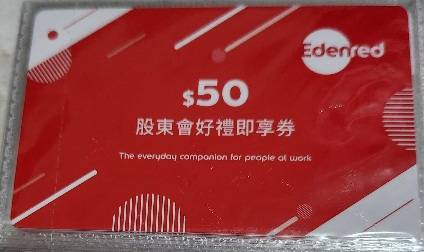 Edenred
$50
股東會好禮即享券
The everyday companion for people at work